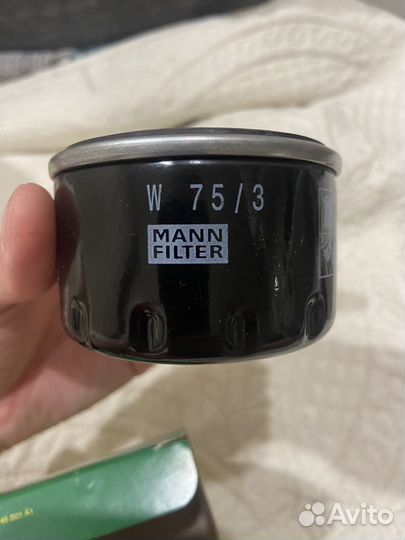 W 75/3
MANN
FILTER
Avito